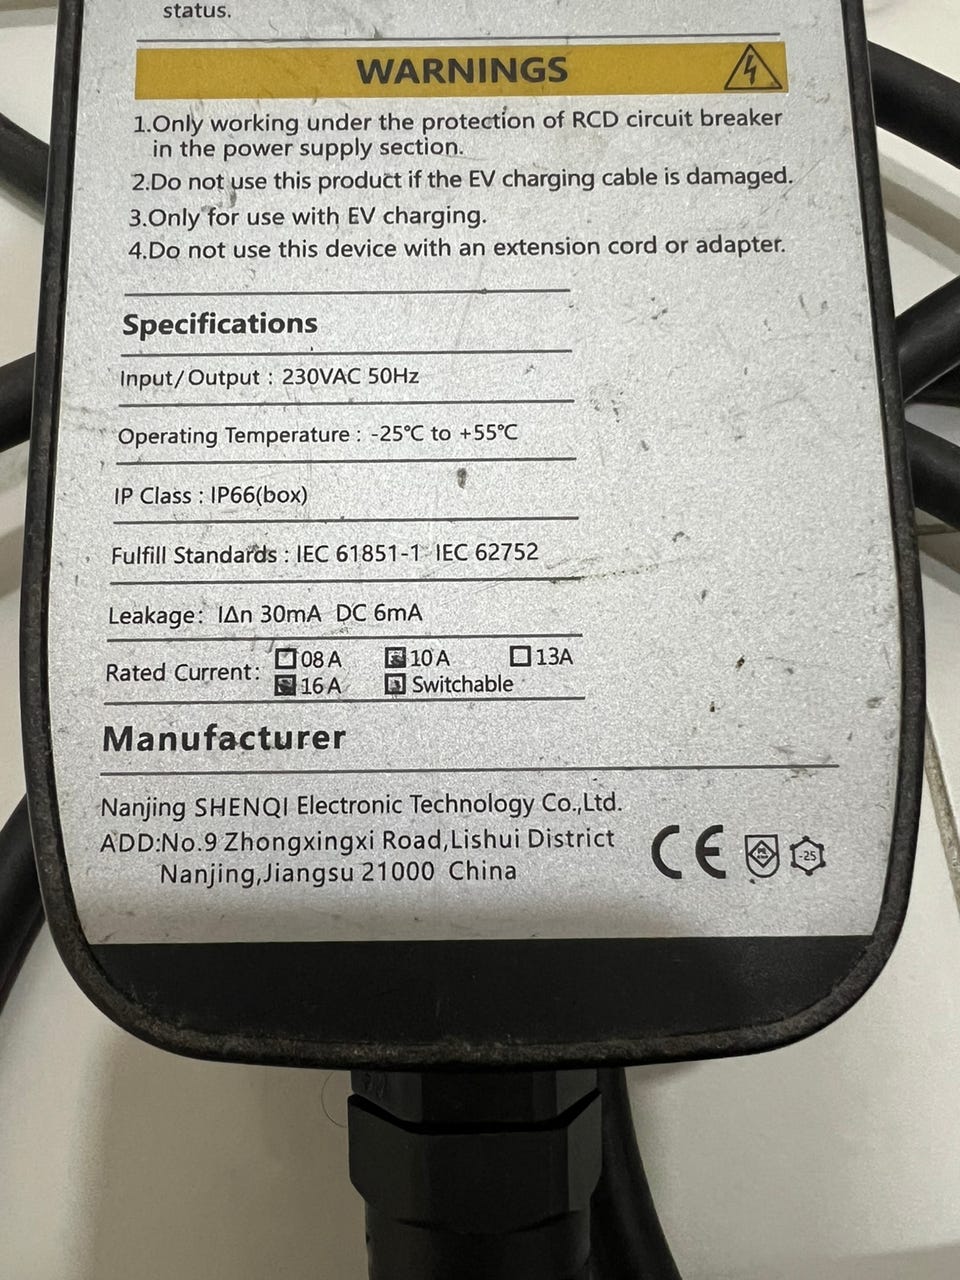 status.
WARNINGS
1.Only working under the protection of RCD circuit breaker
in the power supply section.
2.Do not use this product if the EV charging cable is damaged.
3.Only for use with EV charging.
4.Do not use this device with an extension cord or adapter.
Specifications
Input/Output : 230VAC 50Hz
Operating Temperature : -25℃ to +55℃
IP Class : IP66(box)
Fulfill Standards : IEC 61851-1 IEC 62752
Leakage: IΔn 30mA DC 6mA
Rated Current: 08A 10A 13A
16A Switchable
Manufacturer
Nanjing SHENQI Electronic Technology Co.,Ltd.
ADD:No.9 Zhongxingxi Road,Lishui District
Nanjing,Jiangsu 21000 China
CE -25